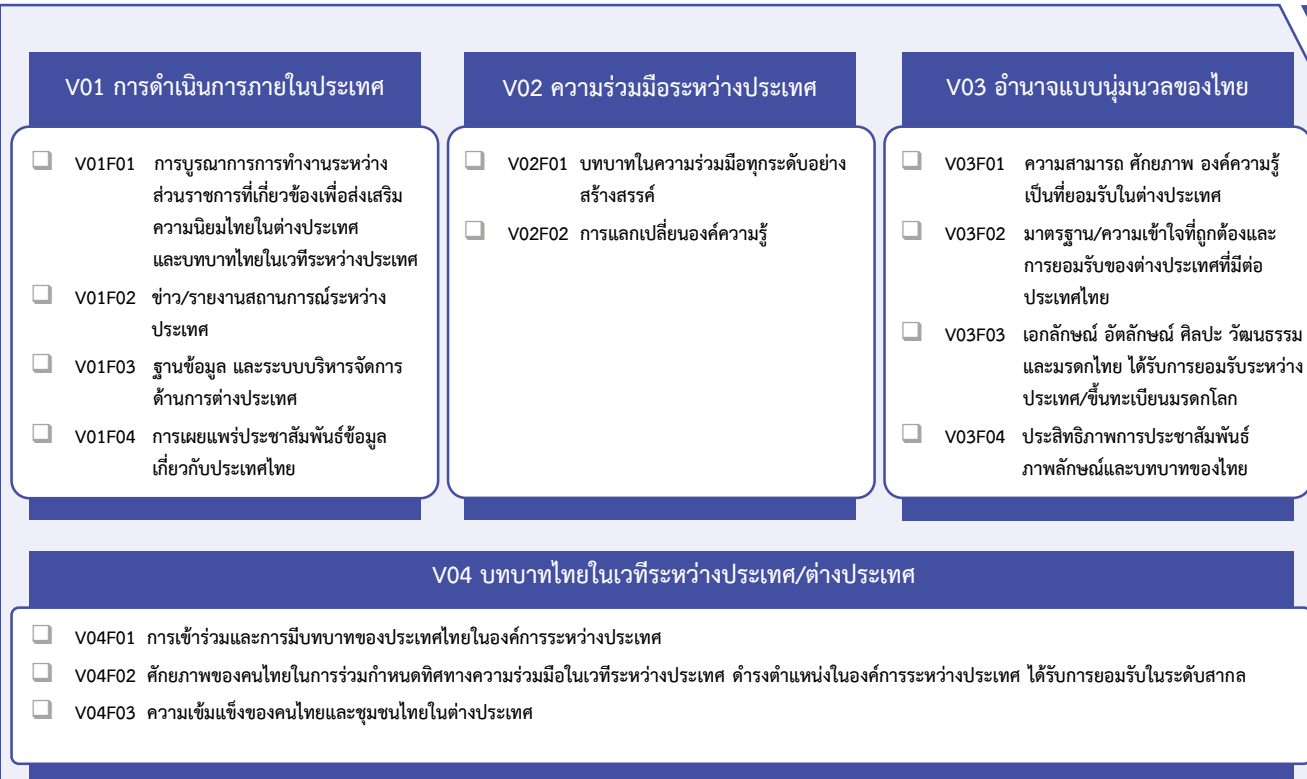 V01 การดำเนินการภายในประเทศ
V01F01 การบูรณาการการทำงานระหว่าง
ส่วนราชการที่เกี่ยวข้องเพื่อส่งเสริม
ความนิยมไทยในต่างประเทศ
และบทบาทไทยในเวทีระหว่างประเทศ
V01F02 ข่าว/รายงานสถานการณ์ระหว่าง
ประเทศ
V01F03 ฐานข้อมูล และระบบบริหารจัดการ
ด้านการต่างประเทศ
V01F04 การเผยแพร่ประชาสัมพันธ์ข้อมูล
เกี่ยวกับประเทศไทย
V02 ความร่วมมือระหว่างประเทศ
V02F01 บทบาทในความร่วมมือทุกระดับอย่าง
สร้างสรรค์
V02F02 การแลกเปลี่ยนองค์ความรู้
V03 อำนาจแบบนุ่มนวลของไทย
V03F01 ความสามารถ ศักยภาพ องค์ความรู้
เป็นที่ยอมรับในต่างประเทศ
V03F02 มาตรฐาน/ความเข้าใจที่ถูกต้องและ
การยอมรับของต่างประเทศที่มีต่อ
ประเทศไทย
V03F03 เอกลักษณ์ อัตลักษณ์ ศิลปะ วัฒนธรรม
และมรดกไทย ได้รับการยอมรับระหว่าง
ประเทศ/ขึ้นทะเบียนมรดกโลก
V03F04 ประสิทธิภาพการประชาสัมพันธ์
ภาพลักษณ์และบทบาทของไทย
V04 บทบาทไทยในเวทีระหว่างประเทศ/ต่างประเทศ
V04F01 การเข้าร่วมและการมีบทบาทของประเทศไทยในองค์การระหว่างประเทศ
V04F02 ศักยภาพของคนไทยในการร่วมกำหนดทิศทางความร่วมมือในเวทีระหว่างประเทศ ดำรงตำแหน่งในองค์การระหว่างประเทศ ได้รับการยอมรับในระดับสากล
V04F03 ความเข้มแข็งของคนไทยและชุมชนไทยในต่างประเทศ